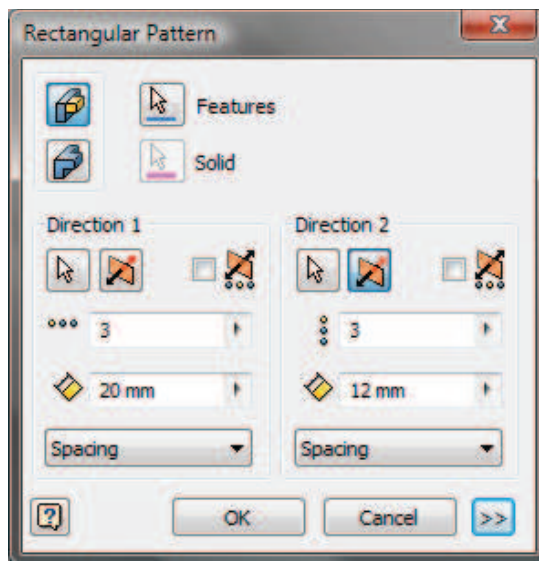 Rectangular Pattern
Features
Solid
Direction 1
Direction 2
3
3
20 mm
12 mm
Spacing
Spacing
OK
Cancel
>>